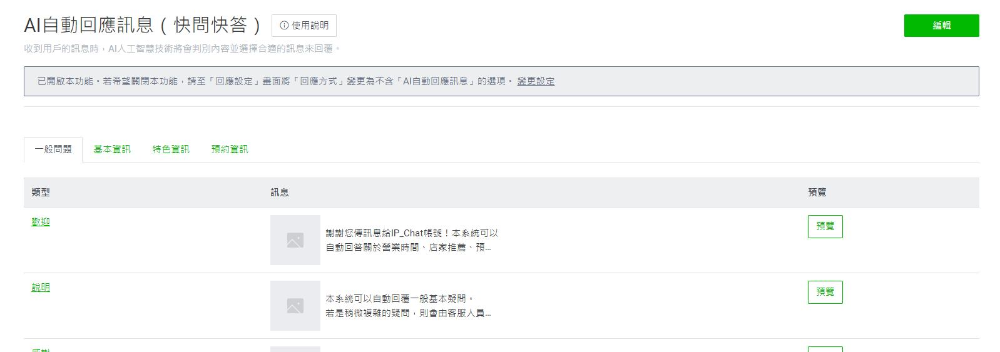 AI自動回應訊息（快問快答）
使用說明
編輯
收到用戶的訊息時，AI人工智慧技術將會判別內容並選擇合適的訊息來回覆。
已開啟本功能。若希望關閉本功能，請至「回應設定」畫面將「回應方式」變更為不含「AI自動回應訊息」的選項。 變更設定
一般問題 基本資訊 特色資訊 預約資訊
類型 訊息 預覽
歡迎
謝謝您傳訊息給IP_Chat帳號！本系統可以
自動回答關於營業時間、店家推薦、預...
預覽
說明
本系統可以自動回覆一般基本疑問。
若是稍微複雜的疑問，則會由客服人員...
預覽